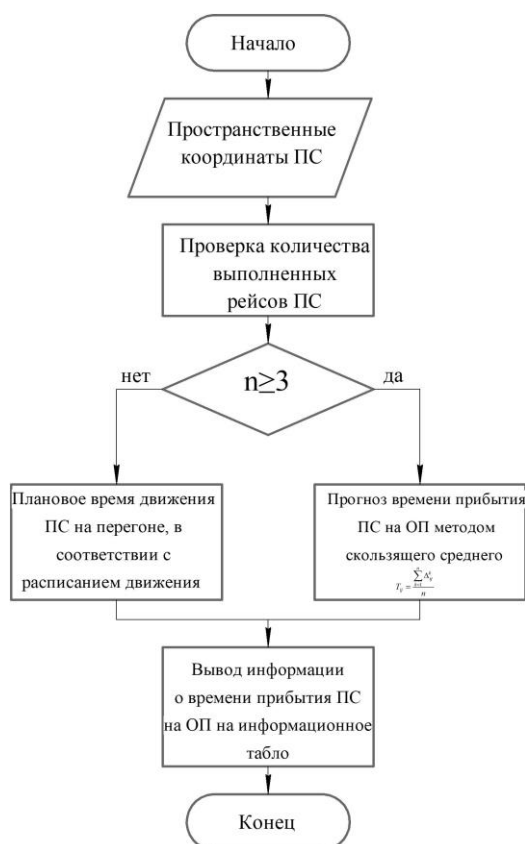 Начало
Пространственные
координаты ПС
Проверка количества
выполненных
рейсов ПС
n≥3
нет
да
Плановое время движения
ПС на перегоне, в
соответствии с
расписанием движения
Прогноз времени прибытия
ПС на ОП методом
скользящего среднего
Вывод информации
о времени прибытия ПС
на ОП на информационное
табло
Конец